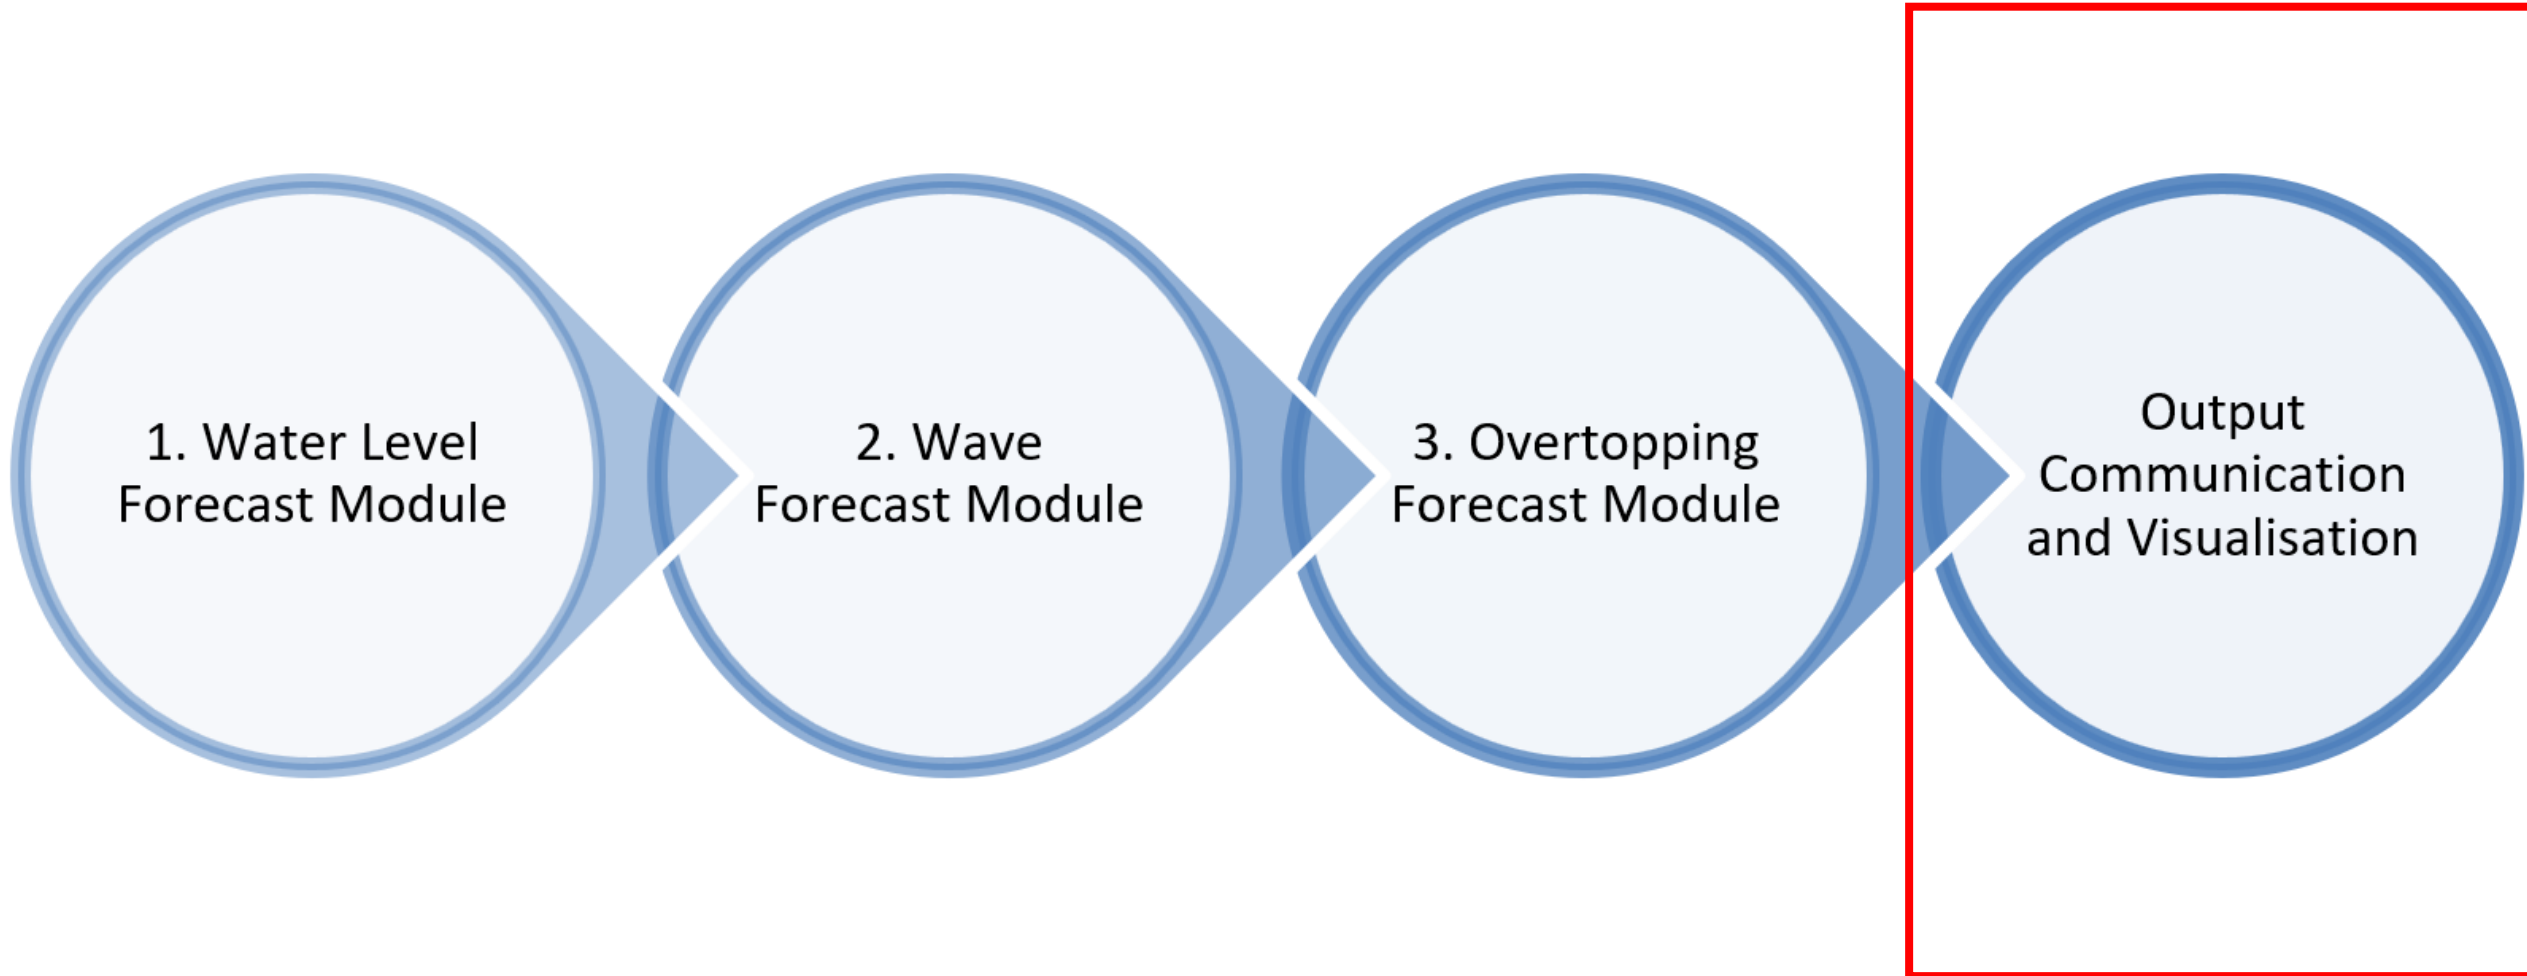 1. Water Level
Forecast Module
2. Wave
Forecast Module
3. Overtopping
Forecast Module
Output
Communication
and Visualisation